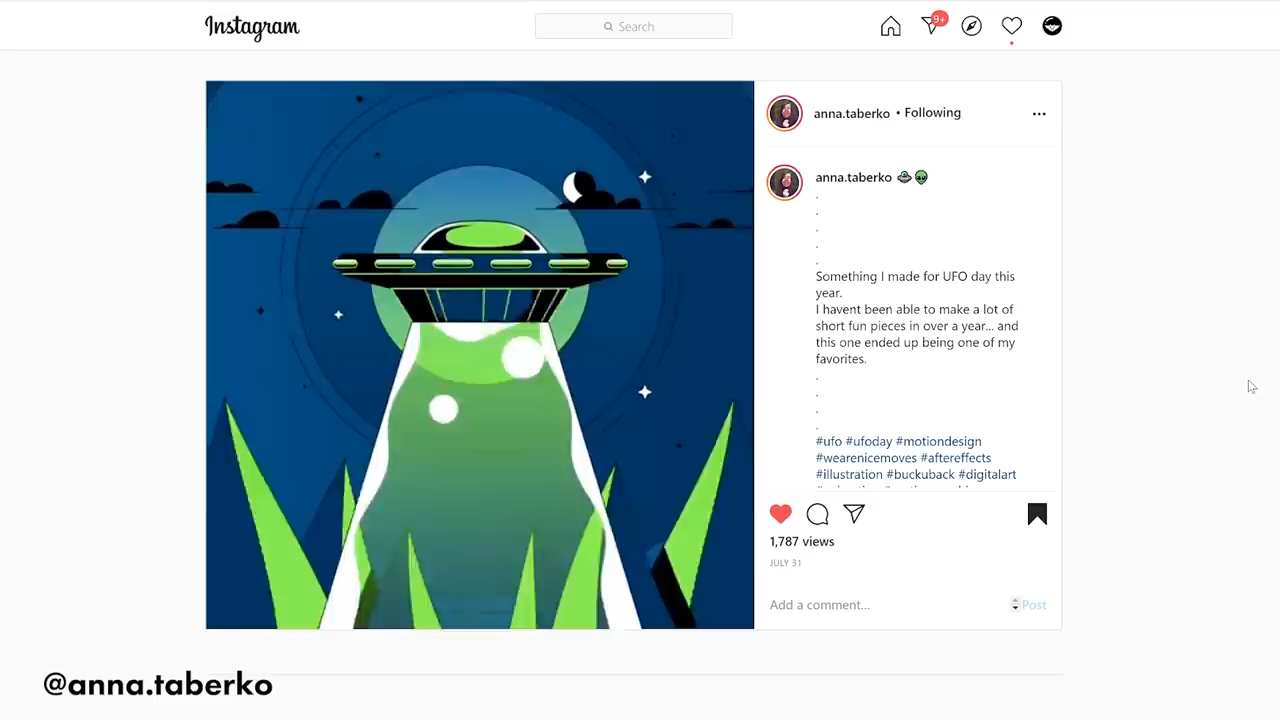 Instagram
Search
9+
anna.taberko • Following
anna.taberko
.
.
.
.
.
Something I made for UFO day this
year.
I havent been able to make a lot of
short fun pieces in over a year... and
this one ended up being one of my
favorites.
.
.
.
.
#ufo #ufoday #motiondesign
#wearenicemoves #aftereffects
#illustration #buckuback #digitalart
1,787 views
JULY 31
Add a comment...
Post
@anna.taberko